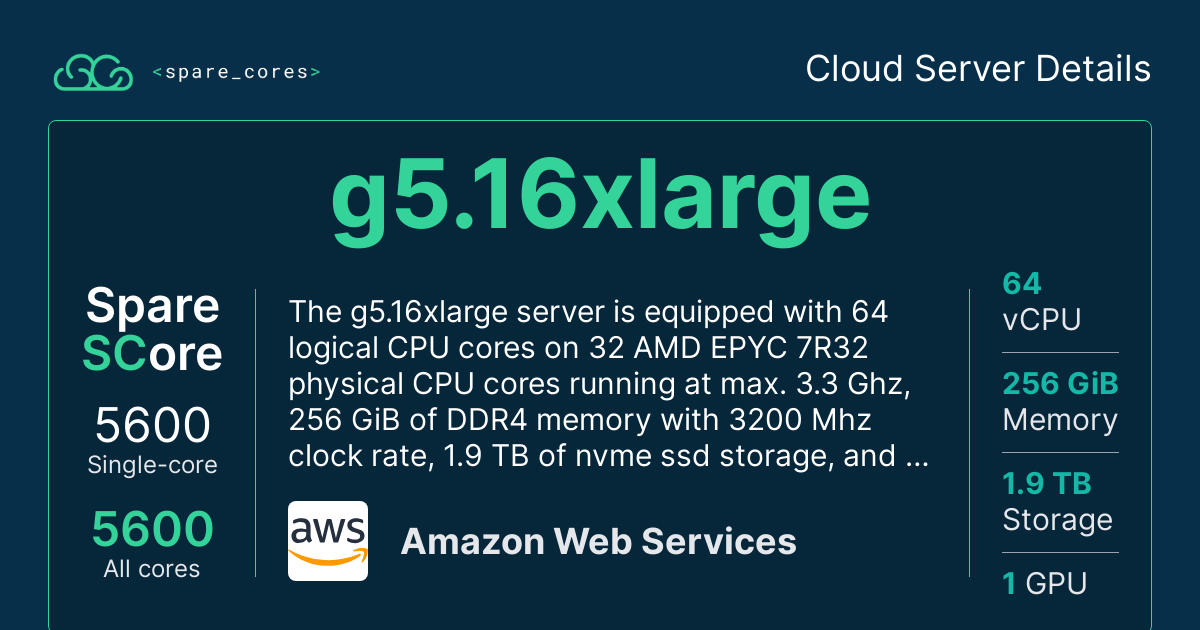 <spare_cores>
Cloud Server Details
g5.16xlarge
Spare
SCore
5600
Single-core
5600
All cores
The g5.16xlarge server is equipped with 64
logical CPU cores on 32 AMD EPYC 7R32
physical CPU cores running at max. 3.3 Ghz,
256 GiB of DDR4 memory with 3200 Mhz
clock rate, 1.9 TB of nvme ssd storage, and ...
aws
Amazon Web Services
64
vCPU
256 GiB
Memory
1.9 TB
Storage
1 GPU